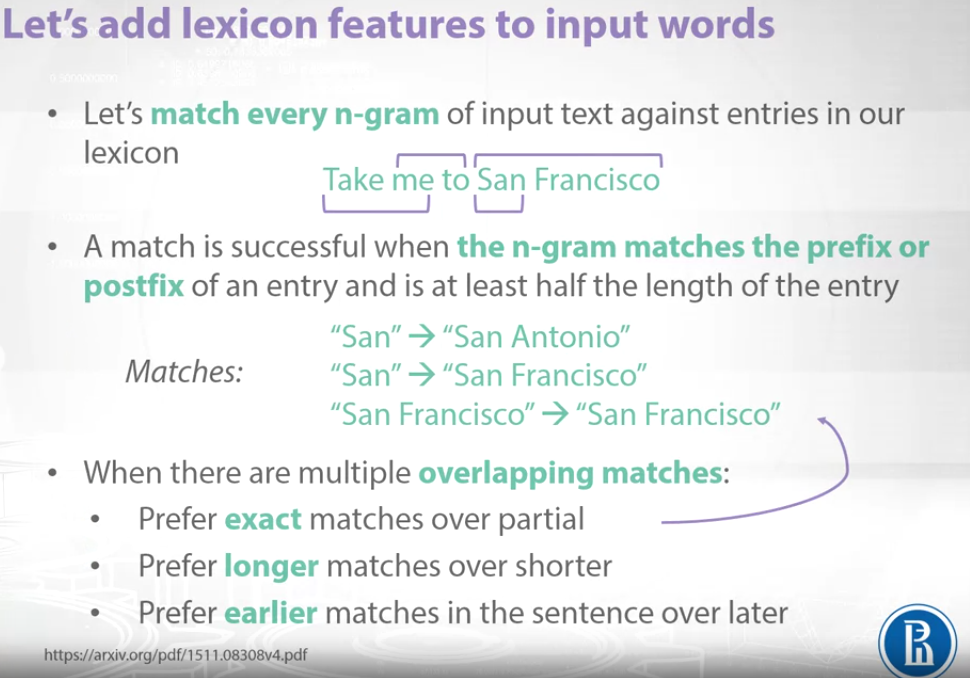 Let’s add lexicon features to input words
• Let’s match every n-gram of input text against entries in our
lexicon
Take me to San Francisco
• A match is successful when the n-gram matches the prefix or
postfix of an entry and is at least half the length of the entry
“San” → “San Antonio”
Matches: “San” → “San Francisco”
“San Francisco” → “San Francisco”
• When there are multiple overlapping matches:
• Prefer exact matches over partial
• Prefer longer matches over shorter
• Prefer earlier matches in the sentence over later
https://arxiv.org/pdf/1511.08308v4.pdf